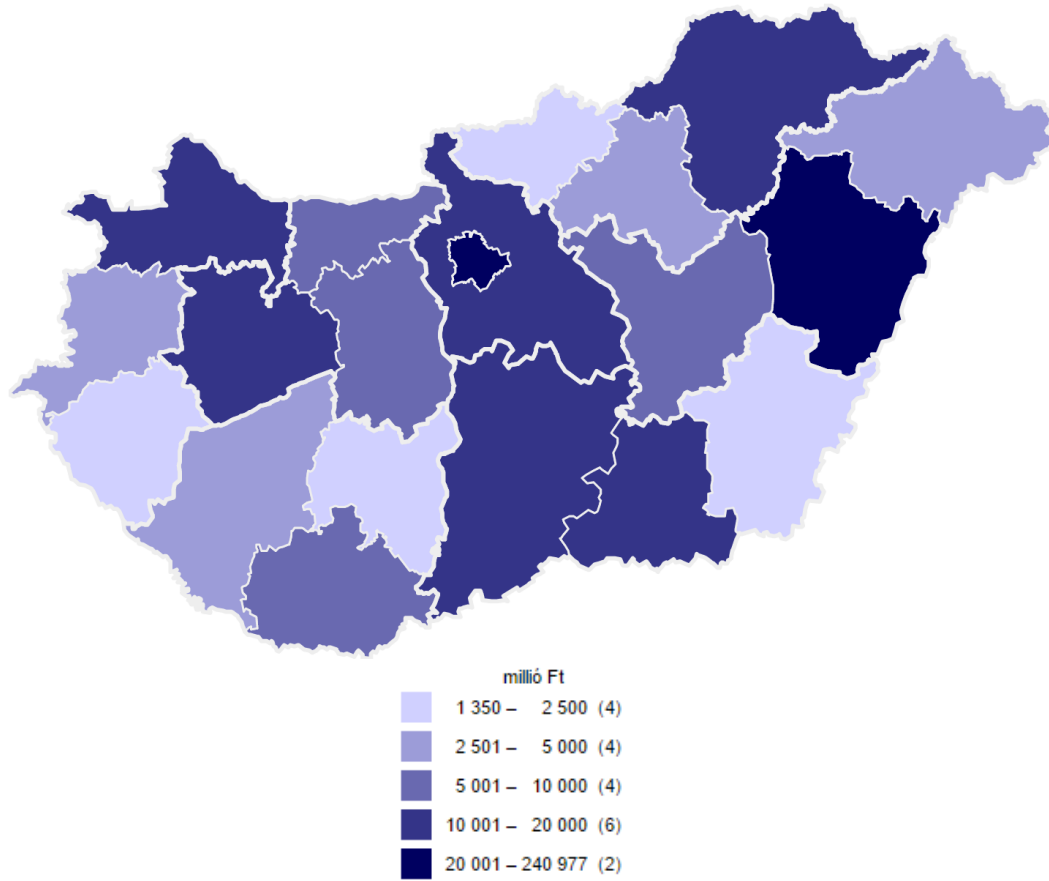 millió Ft
1 350 – 2 500 (4)
2 501 – 5 000 (4)
5 001 – 10 000 (4)
10 001 – 20 000 (6)
20 001 – 240 977 (2)